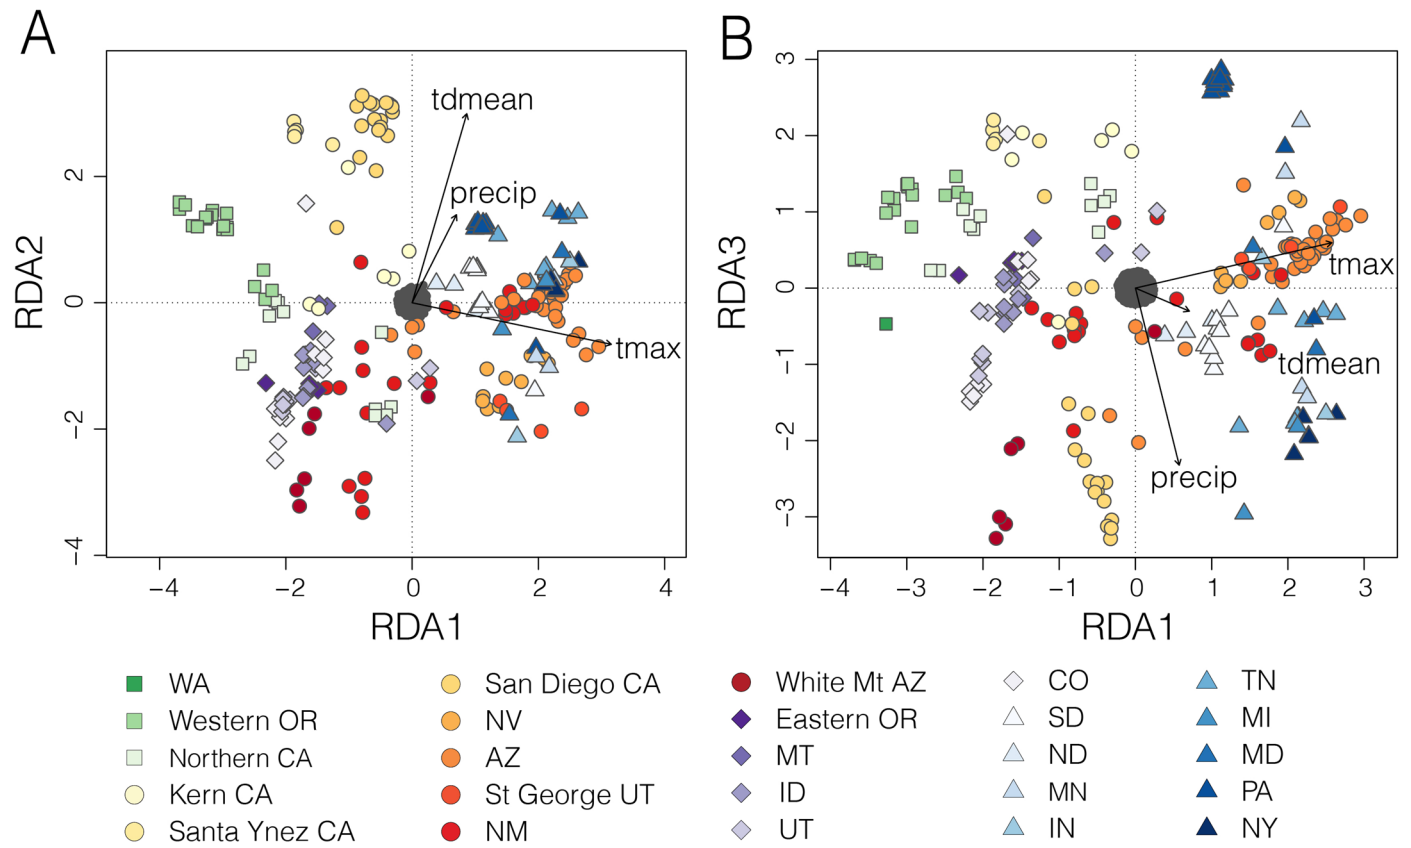 A
B
tdmean
precip
tmax
RDA2
2
0
−2
−4
−4
−2
0
2
4
RDA1
tmax
tdmean
precip
RDA3
3
2
1
0
−1
−2
−3
−4
−3
−2
−1
0
1
2
3
RDA1
WA
Western OR
Northern CA
Kern CA
Santa Ynez CA
San Diego CA
NV
AZ
St George UT
NM
White Mt AZ
Eastern OR
MT
ID
UT
CO
SD
ND
MN
IN
TN
MI
MD
PA
NY